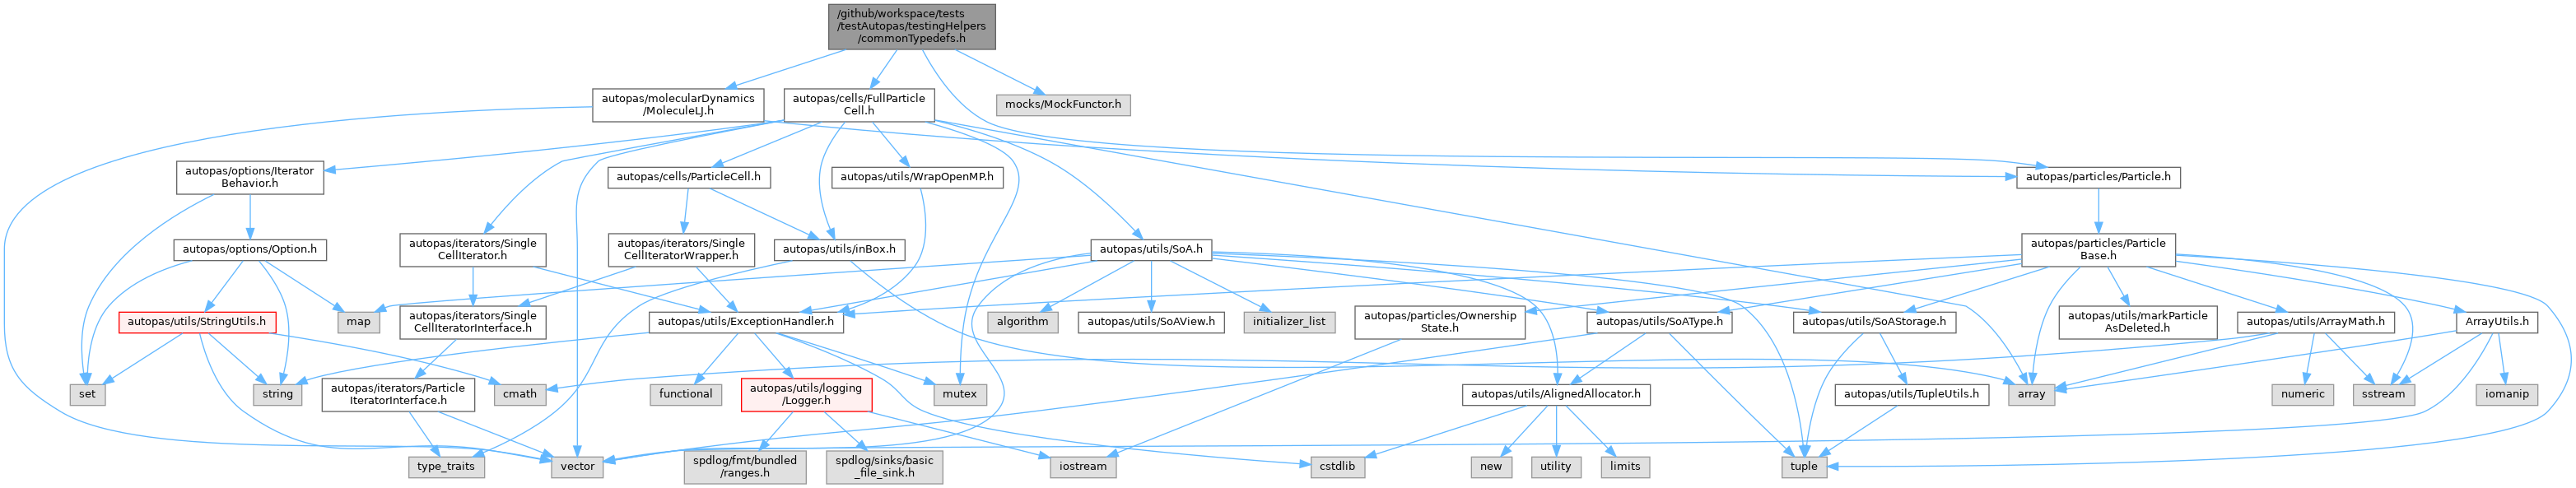 /github/workspace/tests
/testAutopas/testingHelpers
/commonTypedefs.h
autopas/molecularDynamics
/MoleculeLJ.h
autopas/cells/FullParticle
Cell.h
mocks/MockFunctor.h
autopas/options/Iterator
Behavior.h
autopas/cells/ParticleCell.h
autopas/utils/WrapOpenMP.h
autopas/particles/Particle.h
autopas/options/Option.h
autopas/iterators/Single
CellIterator.h
autopas/iterators/Single
CellIteratorWrapper.h
autopas/utils/inBox.h
autopas/utils/SoA.h
autopas/particles/Particle
Base.h
autopas/utils/StringUtils.h
map
autopas/iterators/Single
CellIteratorInterface.h
autopas/utils/ExceptionHandler.h
algorithm
autopas/utils/SoAView.h
initializer_list
autopas/particles/Ownership
State.h
autopas/utils/SoAType.h
autopas/utils/SoAStorage.h
autopas/utils/markParticle
AsDeleted.h
autopas/utils/ArrayMath.h
ArrayUtils.h
set
string
autopas/iterators/Particle
IteratorInterface.h
cmath
functional
autopas/utils/logging
/Logger.h
mutex
autopas/utils/AlignedAllocator.h
autopas/utils/TupleUtils.h
array
numeric
sstream
iomanip
type_traits
vector
spdlog/fmt/bundled
/ranges.h
spdlog/sinks/basic
_file_sink.h
iostream
cstdlib
new
utility
limits
tuple